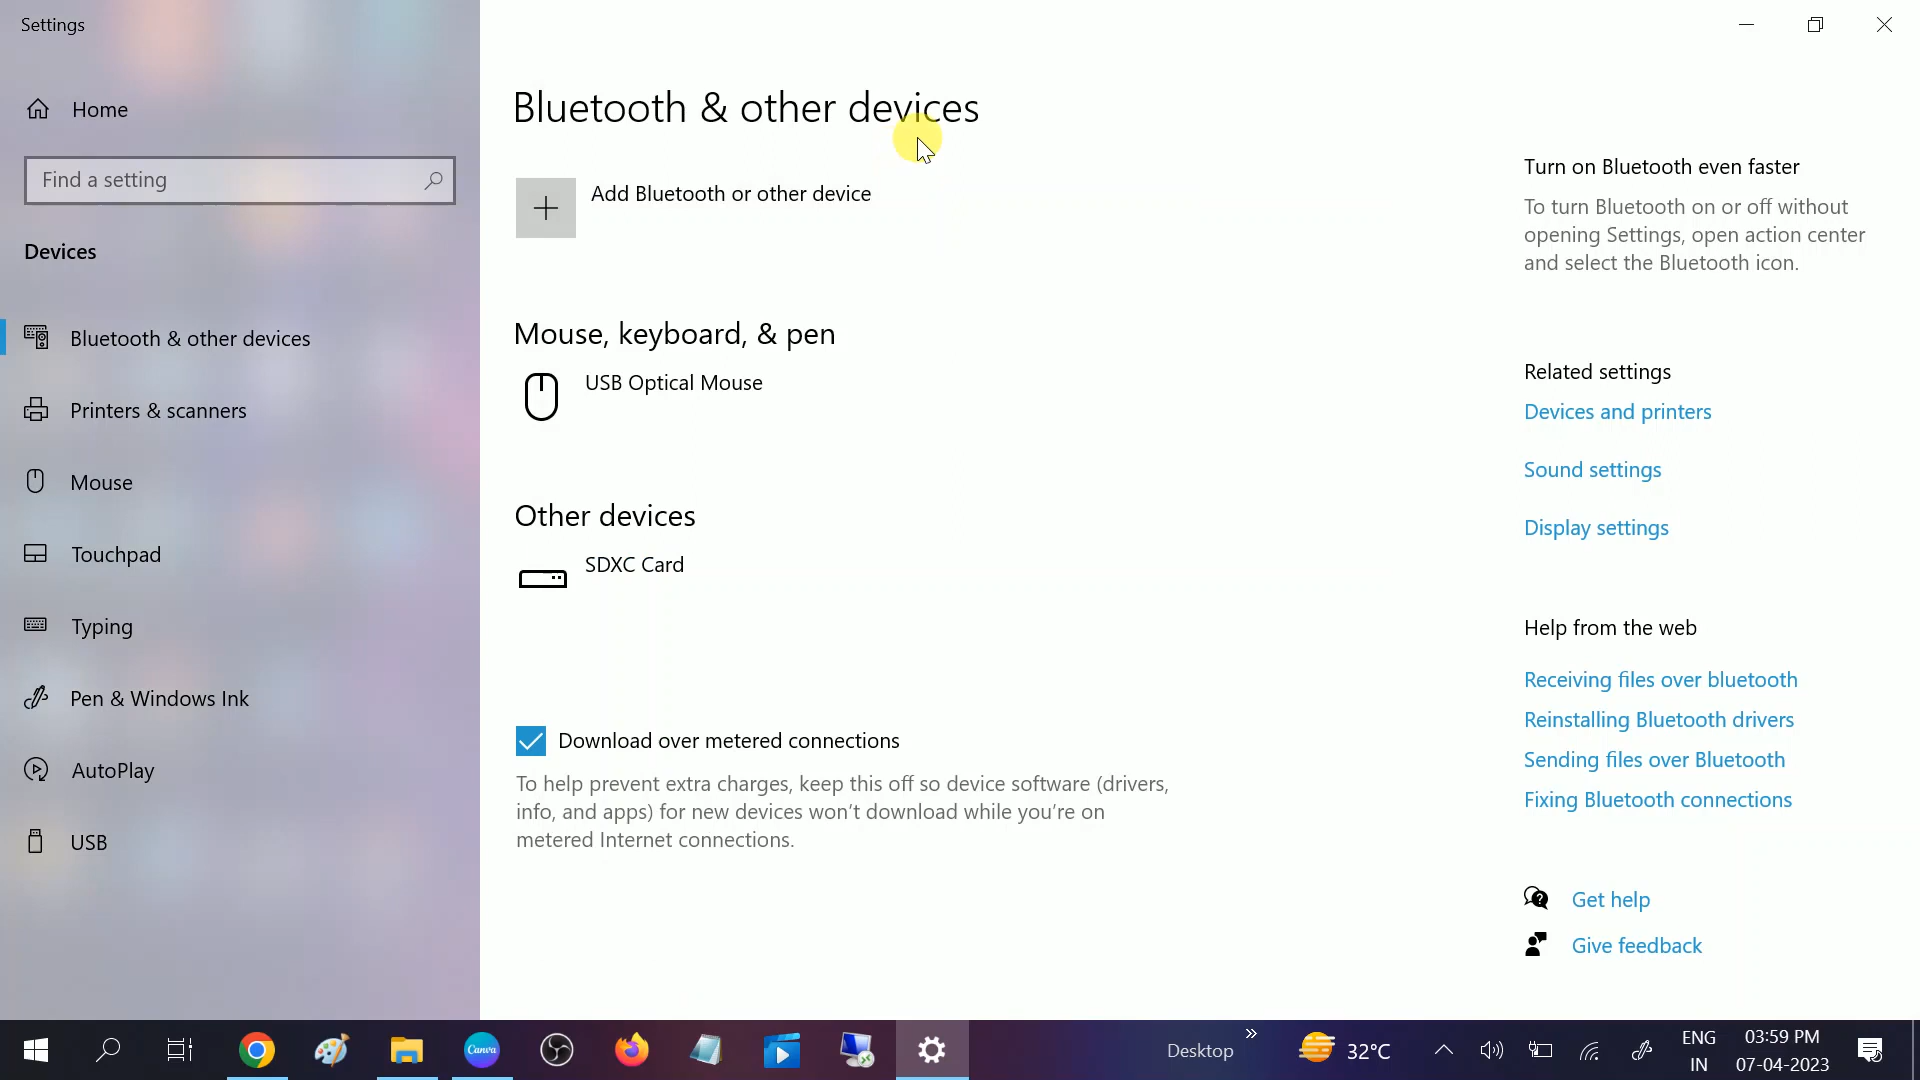 Settings
Home
Find a setting
Devices
Bluetooth & other devices
Printers & scanners
Mouse
Touchpad
Typing
Pen & Windows Ink
AutoPlay
USB
Bluetooth & other devices
Add Bluetooth or other device
Mouse, keyboard, & pen
USB Optical Mouse
Other devices
SDXC Card
Download over metered connections
To help prevent extra charges, keep this off so device software (drivers,
info, and apps) for new devices won't download while you're on
metered Internet connections.
Turn on Bluetooth even faster
To turn Bluetooth on or off without
opening Settings, open action center
and select the Bluetooth icon.
Related settings
Devices and printers
Sound settings
Display settings
Help from the web
Receiving files over bluetooth
Reinstalling Bluetooth drivers
Sending files over Bluetooth
Fixing Bluetooth connections
Get help
Give feedback
Canva
Desktop
32°C
ENG
IN
03:59 PM
07-04-2023